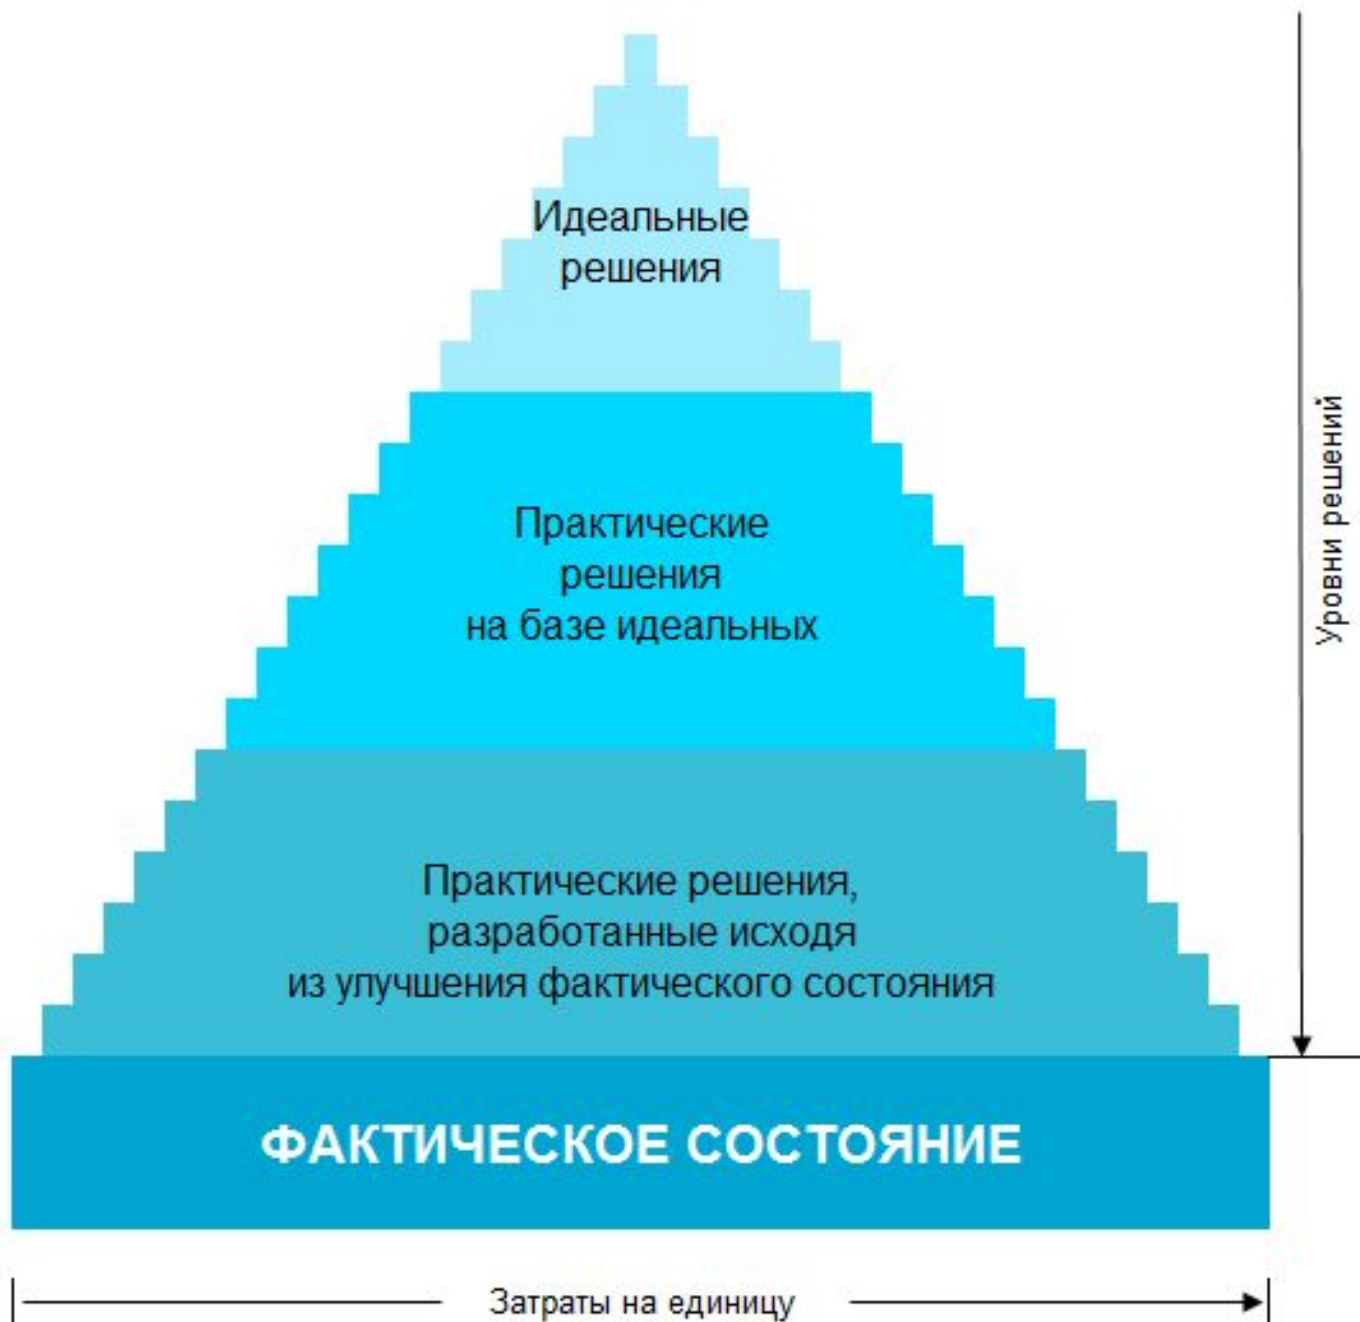 Идеальные
решения
Практические
решения
на базе идеальных
Уровни решений
Практические решения,
разработанные исходя
из улучшения фактического состояния
ФАКТИЧЕСКОЕ СОСТОЯНИЕ
Затраты на единицу